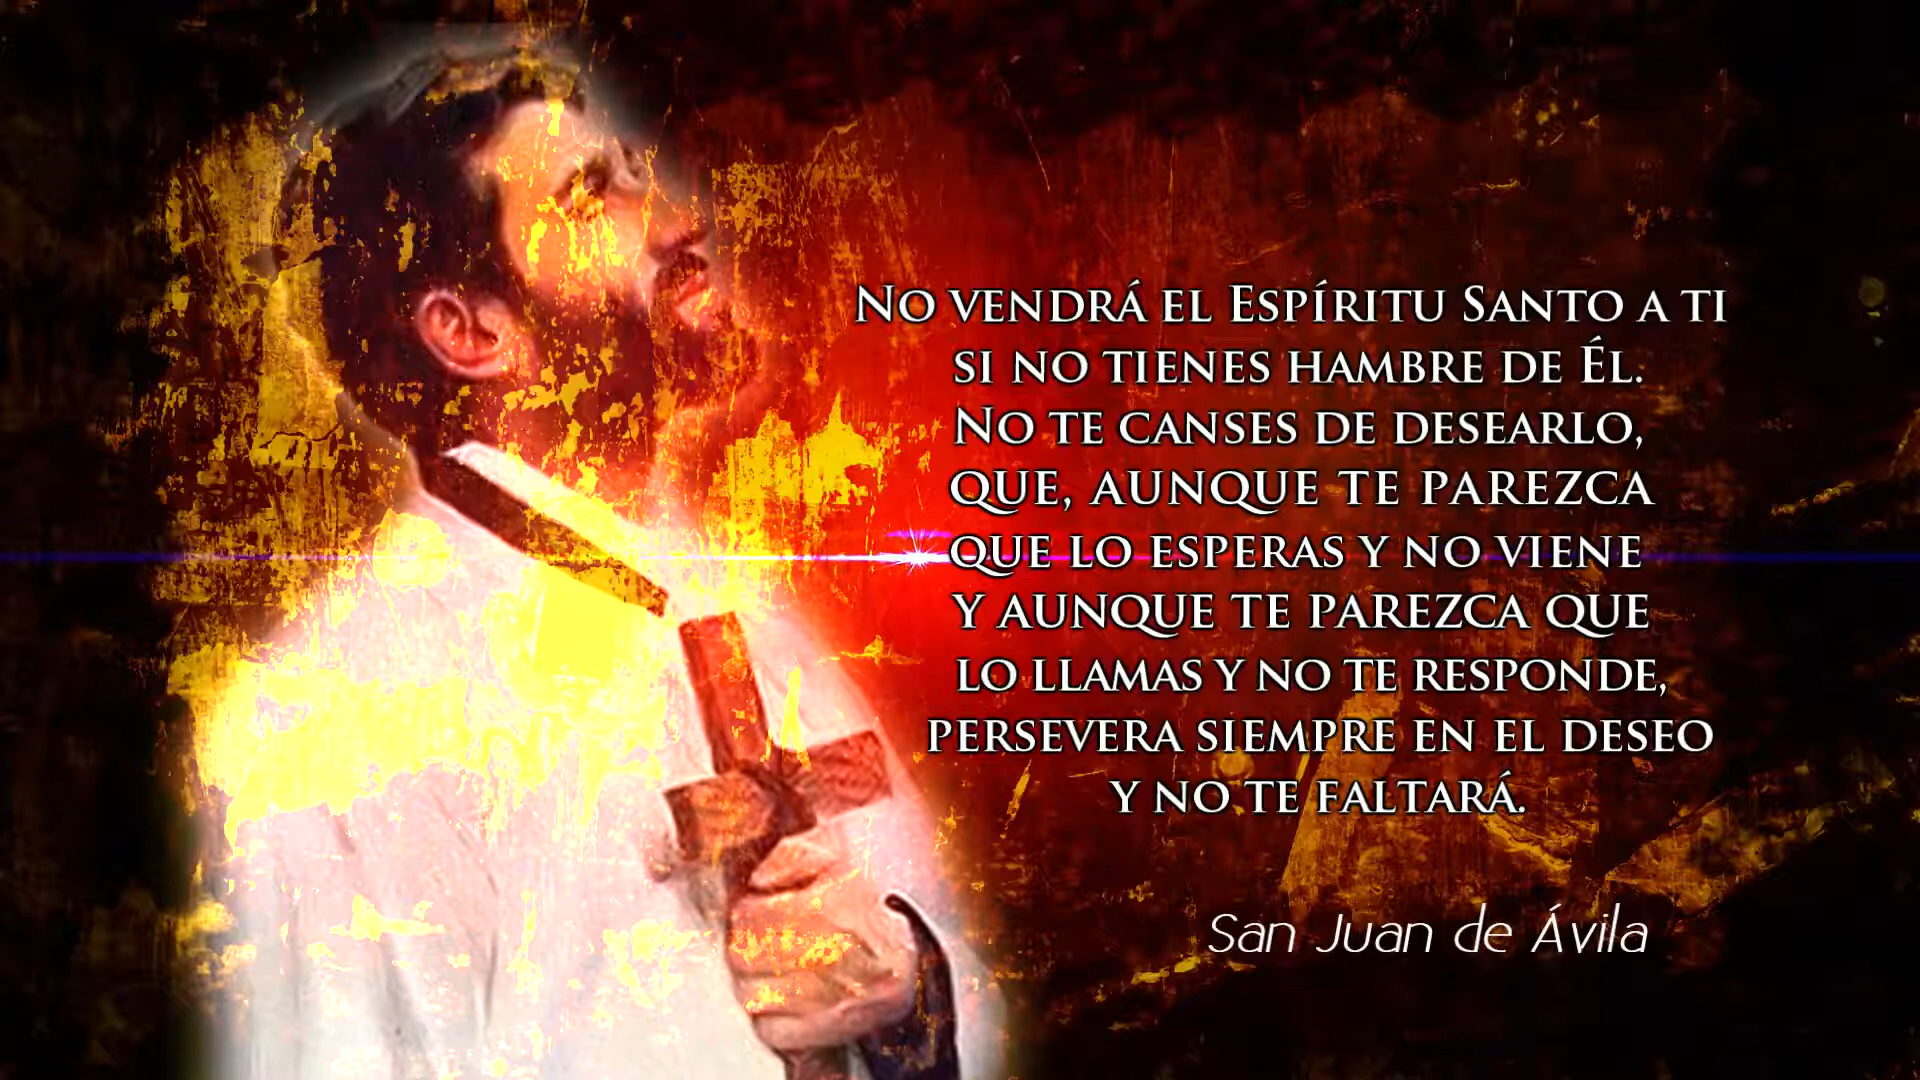 No vendrá el Espíritu Santo a ti
si no tienes hambre de Él.
No te canses de desearlo,
que, aunque te parezca
que lo esperas y no viene
y aunque te parezca que
lo llamas y no te responde,
persevera siempre en el deseo
y no te faltará.
San Juan de Ávila